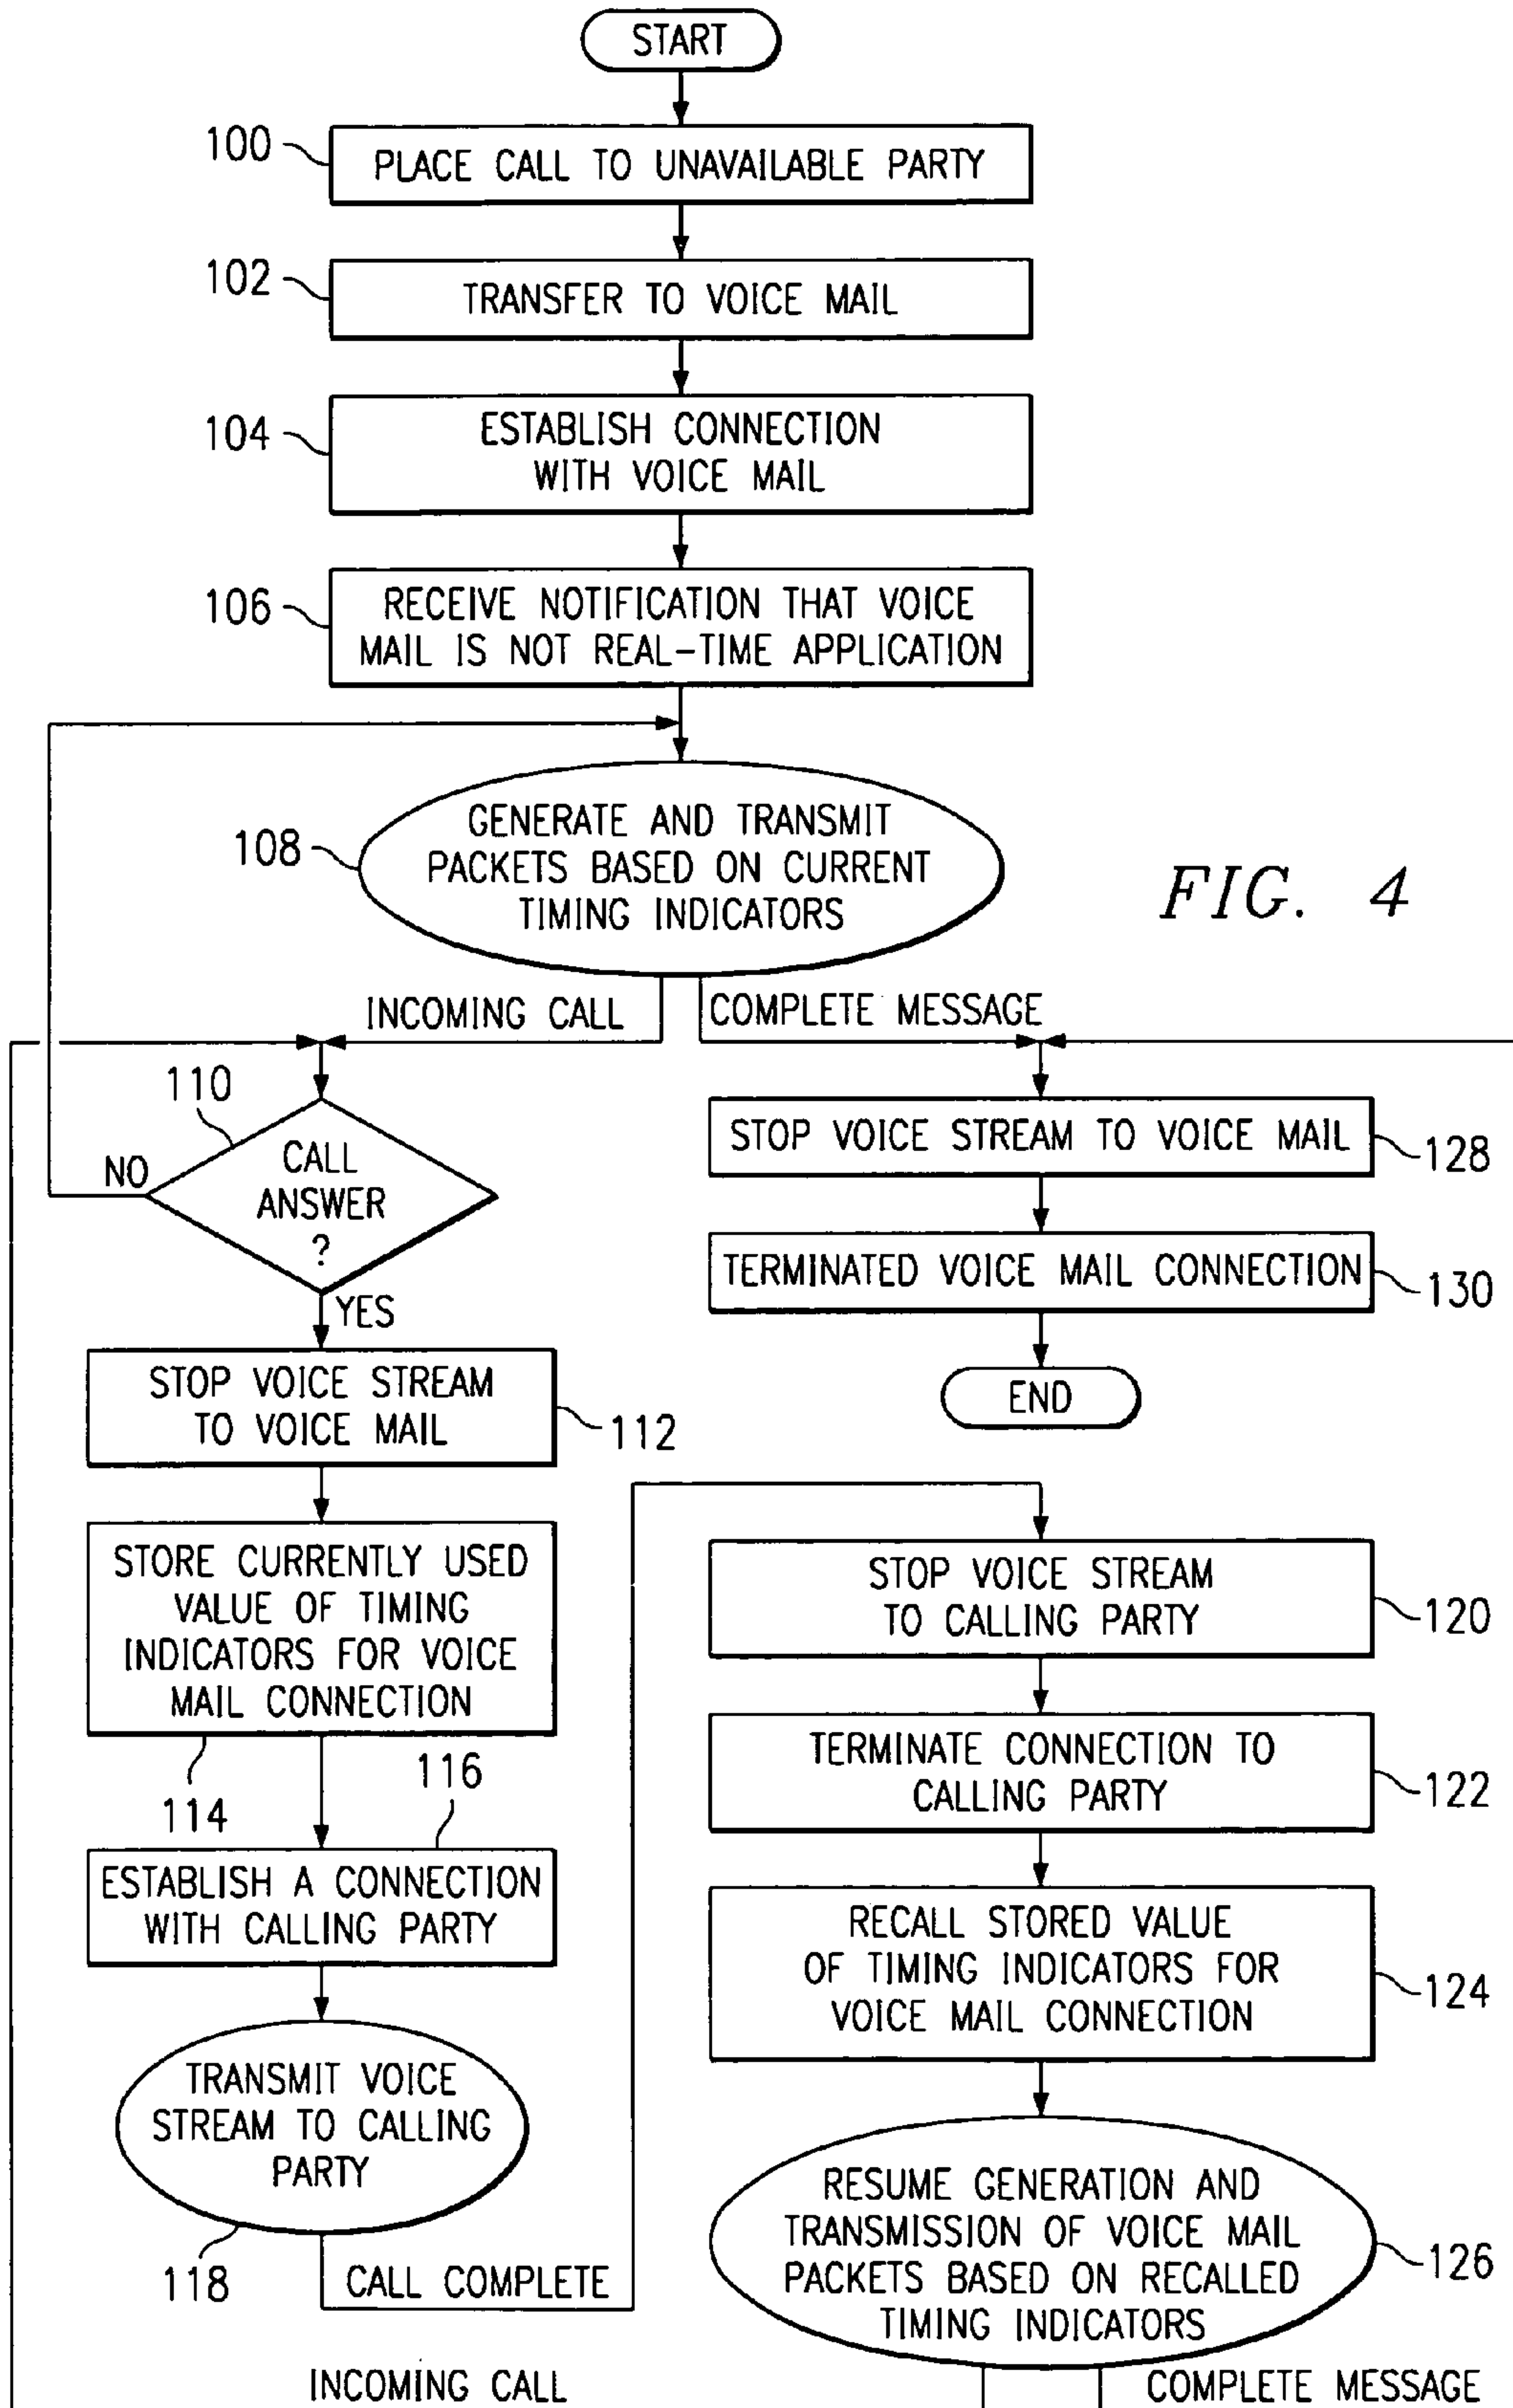 START
100
PLACE CALL TO UNAVAILABLE PARTY
102
TRANSFER TO VOICE MAIL
104
ESTABLISH CONNECTION
WITH VOICE MAIL
106
RECEIVE NOTIFICATION THAT VOICE
MAIL IS NOT REAL-TIME APPLICATION
108
GENERATE AND TRANSMIT
PACKETS BASED ON CURRENT
TIMING INDICATORS
FIG. 4
INCOMING CALL
COMPLETE MESSAGE
110
CALL
ANSWER
?
NO
YES
STOP VOICE STREAM TO VOICE MAIL
128
TERMINATED VOICE MAIL CONNECTION
130
END
STOP VOICE STREAM
TO VOICE MAIL
112
STORE CURRENTLY USED
VALUE OF TIMING
INDICATORS FOR VOICE
MAIL CONNECTION
114
116
ESTABLISH A CONNECTION
WITH CALLING PARTY
TRANSMIT VOICE
STREAM TO CALLING
PARTY
118
CALL COMPLETE
STOP VOICE STREAM
TO CALLING PARTY
120
TERMINATE CONNECTION TO
CALLING PARTY
122
RECALL STORED VALUE
OF TIMING INDICATORS FOR
VOICE MAIL CONNECTION
124
RESUME GENERATION AND
TRANSMISSION OF VOICE MAIL
PACKETS BASED ON RECALLED
TIMING INDICATORS
126
INCOMING CALL
COMPLETE MESSAGE